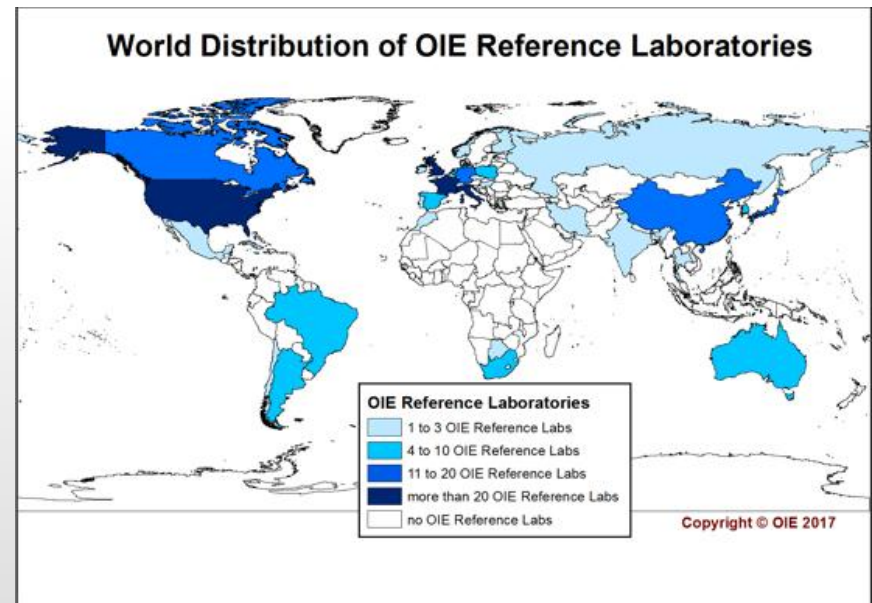 World Distribution of OIE Reference Laboratories
OIE Reference Laboratories
1 to 3 OIE Reference Labs
4 to 10 OIE Reference Labs
11 to 20 OIE Reference Labs
more than 20 OIE Reference Labs
no OIE Reference Labs
Copyright © OIE 2017